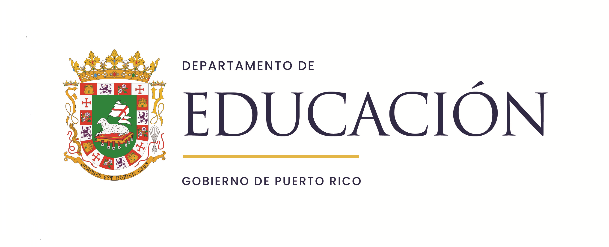 DEPARTAMENTO DE
EDUCACIÓN
GOBIERNO DE PUERTO RICO